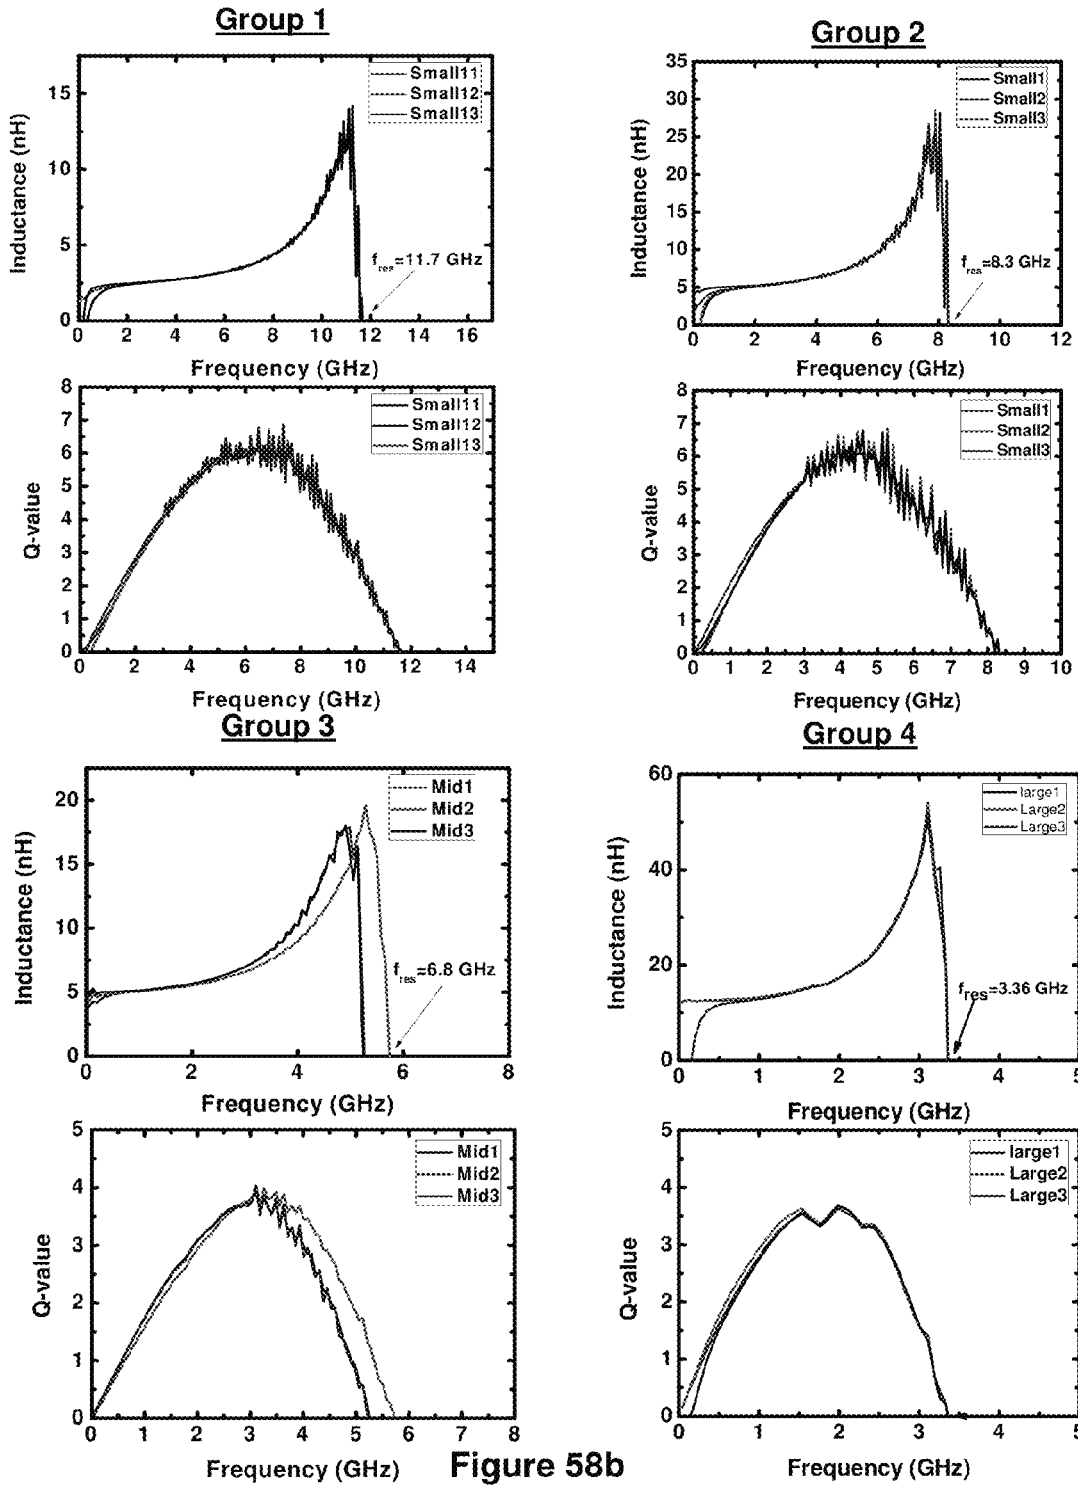 Group 1
Inductance (nH)
15
10
5
0
Small11
Small12
Small13
fres=11.7 GHz
0 2 4 6 8 10 12 14 16
Frequency (GHz)
Q-value
8
7
6
5
4
3
2
1
0
Small11
Small12
Small13
0 2 4 6 8 10 12 14
Frequency (GHz)
Group 2
Inductance (nH)
35
30
25
20
15
10
5
0
Small1
Small2
Small3
fres=8.3 GHz
0 2 4 6 8 10 12
Frequency (GHz)
Q-value
8
7
6
5
4
3
2
1
0
Small1
Small2
Small3
0 1 2 3 4 5 6 7 8 9 10
Frequency (GHz)
Group 3
Inductance (nH)
20
15
10
5
0
Mid1
Mid2
Mid3
fres=6.8 GHz
0 2 4 6 8
Frequency (GHz)
Q-value
5
4
3
2
1
0
Mid1
Mid2
Mid3
0 1 2 3 4 5 6 7 8
Frequency (GHz)
Group 4
Inductance (nH)
60
40
20
0
large1
Large2
Large3
fres=3.36 GHz
0 1 2 3 4 5
Frequency (GHz)
Q-value
5
4
3
2
1
0
large1
Large2
Large3
0 1 2 3 4 5
Frequency (GHz)
Figure 58b